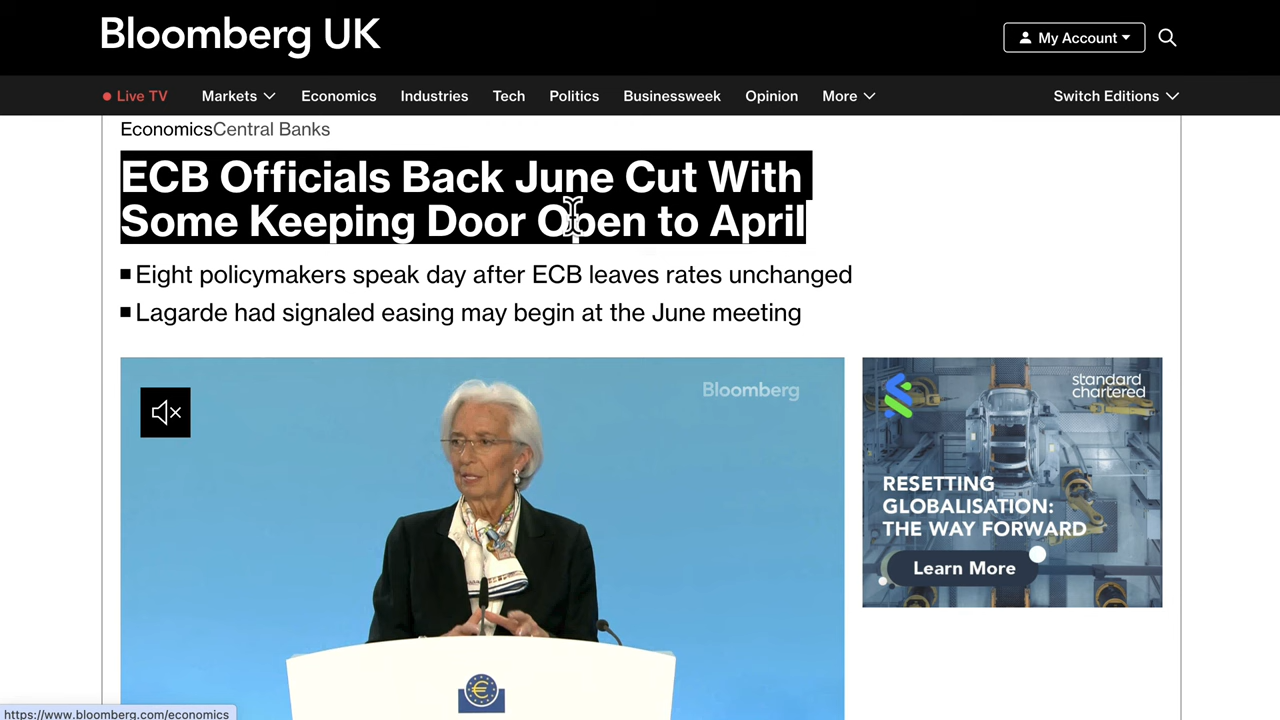 Bloomberg UK
My Account
Live TV
Markets
Economics
Industries
Tech
Politics
Businessweek
Opinion
More
Switch Editions
EconomicsCentral Banks
ECB Officials Back June Cut With
Some Keeping Door Open to April
Eight policymakers speak day after ECB leaves rates unchanged
Lagarde had signaled easing may begin at the June meeting
Bloomberg
standard
chartered
RESETTING
GLOBALISATION:
THE WAY FORWARD
Learn More
https://www.bloomberg.com/economics